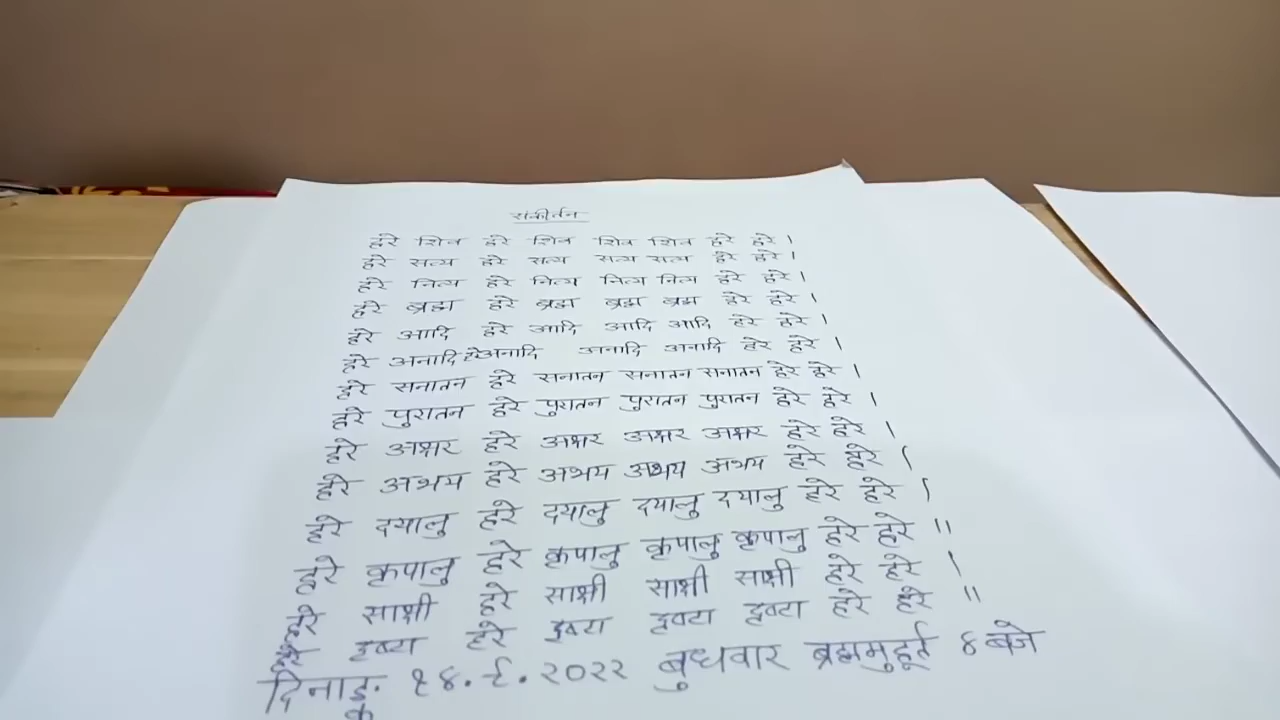 संकीर्तन
हरे शिव हरे शिव शिव शिव हरे हरे ।
हरे सत्य हरे सत्य सत्य सत्य हरे हरे ।
हरे नित्य हरे नित्य नित्य नित्य हरे हरे ।
हरे ब्रह्म हरे ब्रह्म ब्रह्म ब्रह्म हरे हरे ।
हरे आदि हरे आदि आदि आदि हरे हरे ।
हरे अनादि हरे अनादि अनादि अनादि हरे हरे ।
हरे सनातन हरे सनातन सनातन सनातन हरे हरे ।
हरे पुरातन हरे पुरातन पुरातन पुरातन हरे हरे ।
हरे अक्षर हरे अक्षर अक्षर अक्षर हरे हरे ।
हरे अभय हरे अभय अभय अभय हरे हरे ।
हरे दयालु हरे दयालु दयालु दयालु हरे हरे ।
हरे कृपालु हरे कृपालु कृपालु कृपालु हरे हरे ॥
हरे साक्षी हरे साक्षी साक्षी साक्षी हरे हरे ।
हरे द्रष्टा हरे द्रष्टा द्रष्टा द्रष्टा हरे हरे ॥
दिनाङ्क १४.९.२०२२ बुधवार ब्रह्ममुहूर्त ४ बजे